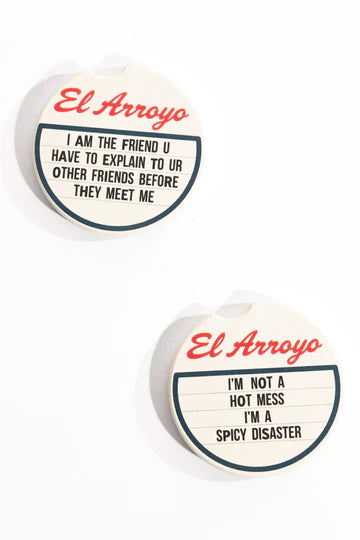 El Arroyo
I AM THE FRIEND U
HAVE TO EXPLAIN TO UR
OTHER FRIENDS BEFORE
THEY MEET ME
El Arroyo
I'M NOT A
HOT MESS
I'M A
SPICY DISASTER